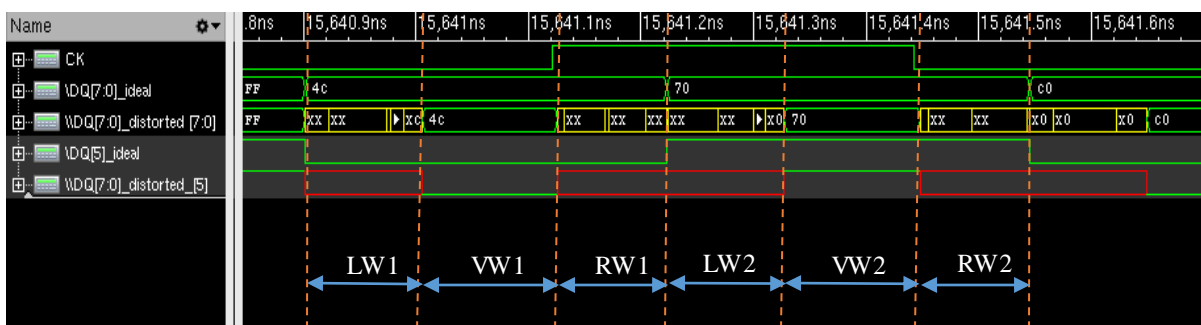 Name .8ns 15,640.9ns 15,641ns 15,641.1ns 15,641.2ns 15,641.3ns 15,641.4ns 15,641.5ns 15,641.6ns
CK
\DQ[7:0]_ideal FF 4c 70 c0
\\DQ[7:0]_distorted [7:0] FF xx xx xc 4c xx xx xx xx xx x0 70 xx xx x0 x0 x0 c0
\DQ[5]_ideal
\\DQ[7:0]_distorted_[5]
LW1 VW1 RW1 LW2 VW2 RW2